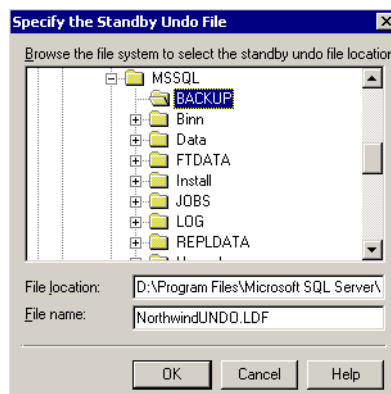 Specify the Standby Undo File
Browse the file system to select the standby undo file location
MSSQL
BACKUP
Binn
Data
FTDATA
Install
JOBS
LOG
REPLDATA
File location: D:\Program Files\Microsoft SQL Server\
File name: NorthwindUNDO.LDF
OK Cancel Help